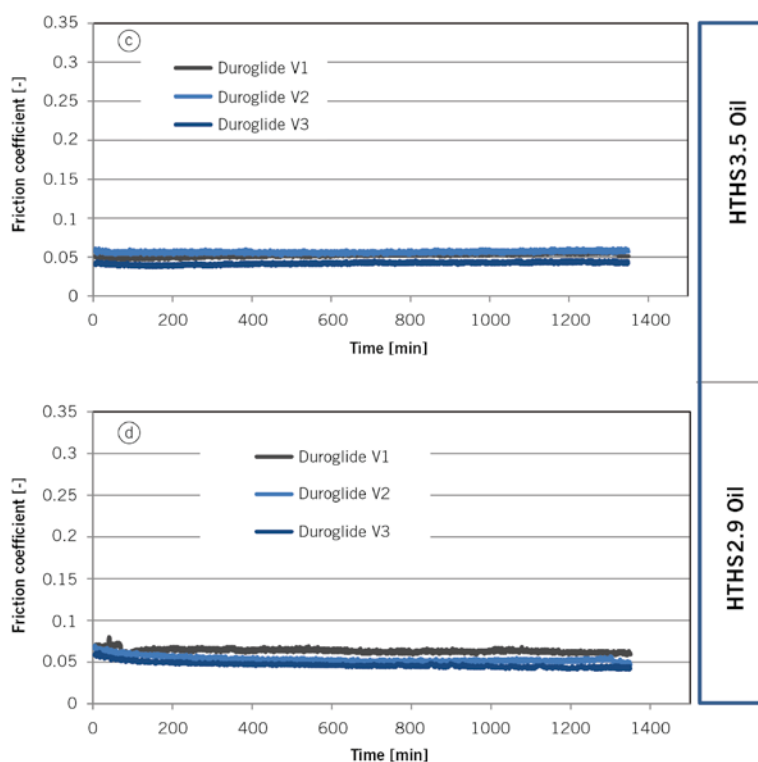 0.35
ⓒ
0.3
Duroglide V1
0.25
Duroglide V2
Duroglide V3
0.2
0.15
0.1
0.05
0
Friction coefficient [-]
0 200 400 600 800 1000 1200 1400
Time [min]
HTHS3.5 Oil
0.35
ⓓ
0.3
Duroglide V1
0.25
Duroglide V2
0.2
Duroglide V3
0.15
0.1
0.05
0
Friction coefficient [-]
0 200 400 600 800 1000 1200 1400
Time [min]
HTHS2.9 Oil